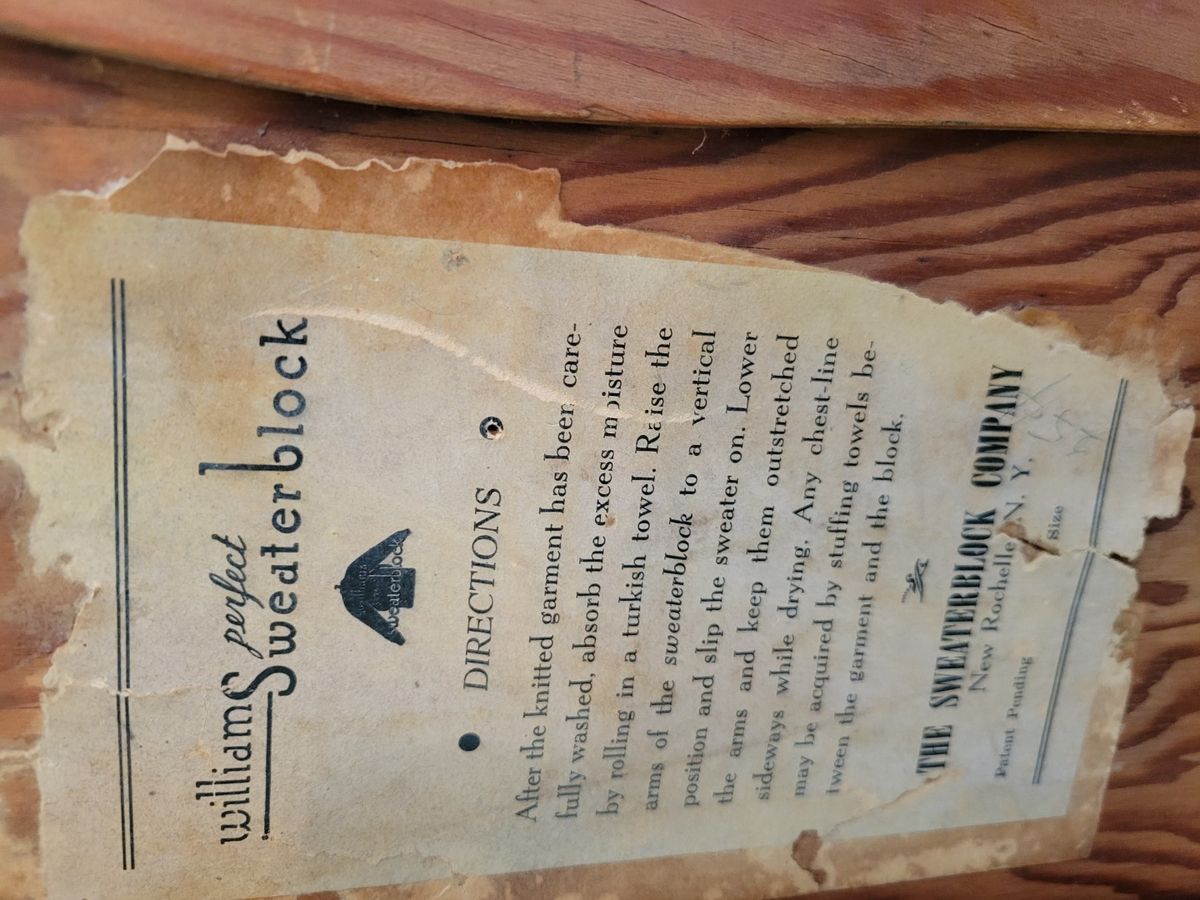 williams perfect
Sweaterblock
williams
sweaterblock
• DIRECTIONS •
After the knitted garment has been care-
fully washed, absorb the excess moisture
by rolling in a turkish towel. Raise the
arms of the sweaterblock to a vertical
position and slip the sweater on. Lower
the arms and keep them outstretched
sideways while drying. Any chest-line
may be acquired by stuffing towels be-
tween the garment and the block.
THE SWEATERBLOCK COMPANY
New Rochelle, N. Y.
Patent Pending Size